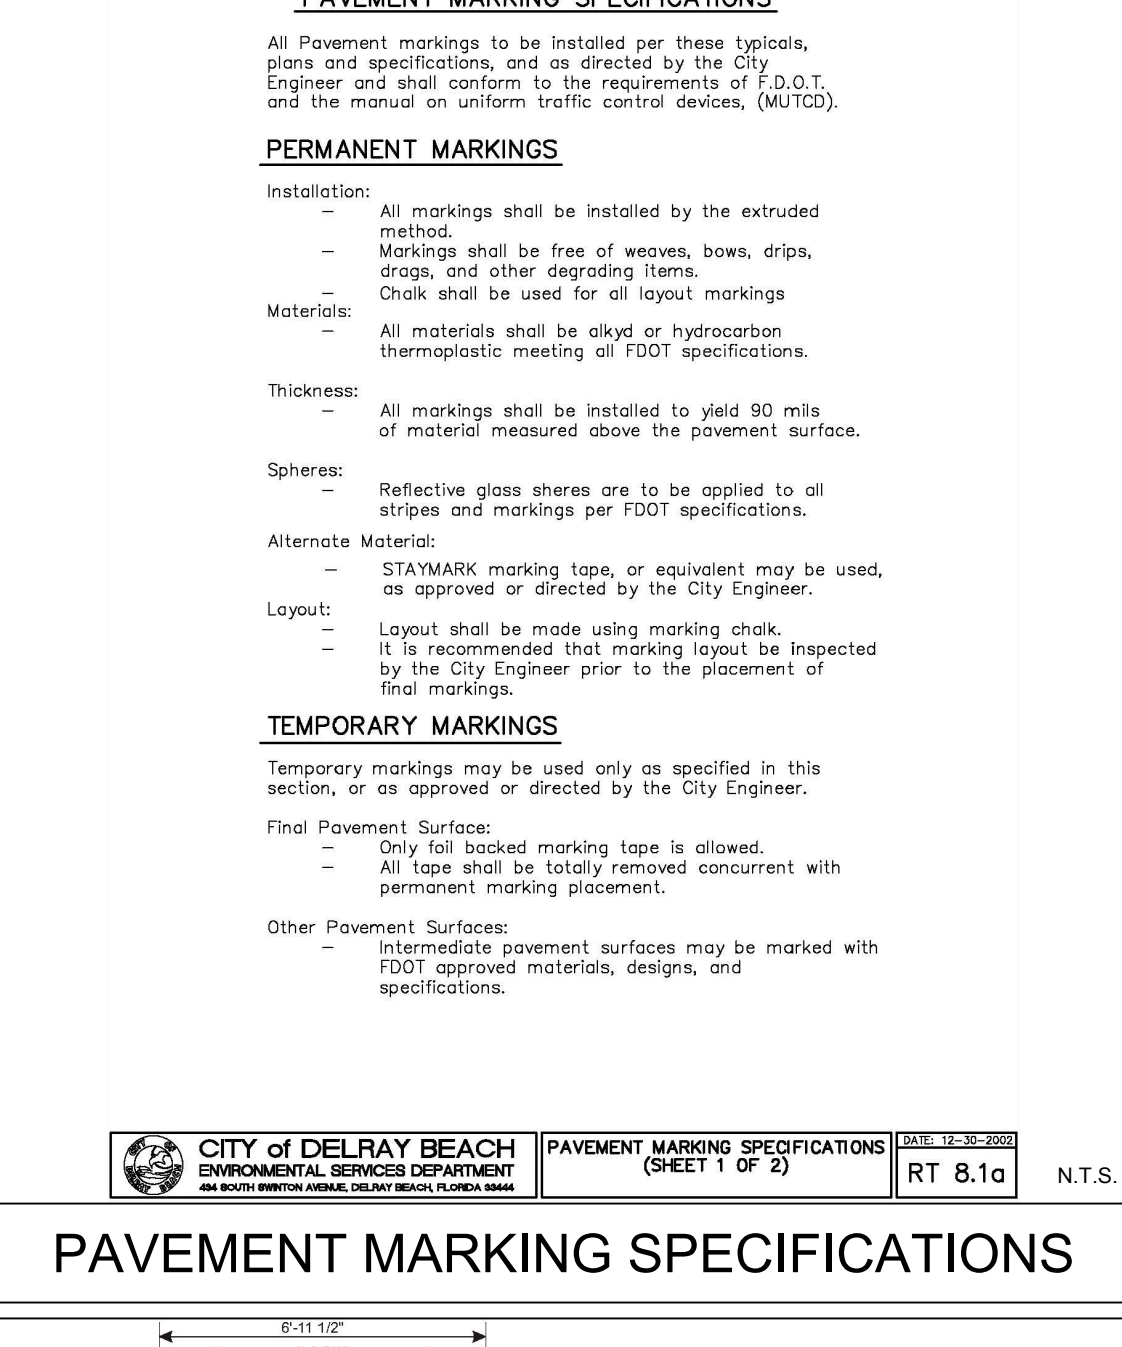 PAVEMENT MARKING SPECIFICATIONS
All Pavement markings to be installed per these typicals,
plans and specifications, and as directed by the City
Engineer and shall conform to the requirements of F.D.O.T.
and the manual on uniform traffic control devices, (MUTCD).
PERMANENT MARKINGS
Installation:
— All markings shall be installed by the extruded
method.
— Markings shall be free of weaves, bows, drips,
drags, and other degrading items.
— Chalk shall be used for all layout markings
Materials:
— All materials shall be alkyd or hydrocarbon
thermoplastic meeting all FDOT specifications.
Thickness:
— All markings shall be installed to yield 90 mils
of material measured above the pavement surface.
Spheres:
— Reflective glass sheres are to be applied to all
stripes and markings per FDOT specifications.
Alternate Material:
— STAYMARK marking tape, or equivalent may be used,
as approved or directed by the City Engineer.
Layout:
— Layout shall be made using marking chalk.
— It is recommended that marking layout be inspected
by the City Engineer prior to the placement of
final markings.
TEMPORARY MARKINGS
Temporary markings may be used only as specified in this
section, or as approved or directed by the City Engineer.
Final Pavement Surface:
— Only foil backed marking tape is allowed.
— All tape shall be totally removed concurrent with
permanent marking placement.
Other Pavement Surfaces:
— Intermediate pavement surfaces may be marked with
FDOT approved materials, designs, and
specifications.
CITY OF
DELRAY BEACH
CITY of DELRAY BEACH
ENVIRONMENTAL SERVICES DEPARTMENT
434 SOUTH SWINTON AVENUE, DELRAY BEACH, FLORIDA 33444
PAVEMENT MARKING SPECIFICATIONS
(SHEET 1 OF 2)
DATE: 12-30-2002
RT 8.1a
N.T.S.
PAVEMENT MARKING SPECIFICATIONS
6'-11 1/2"